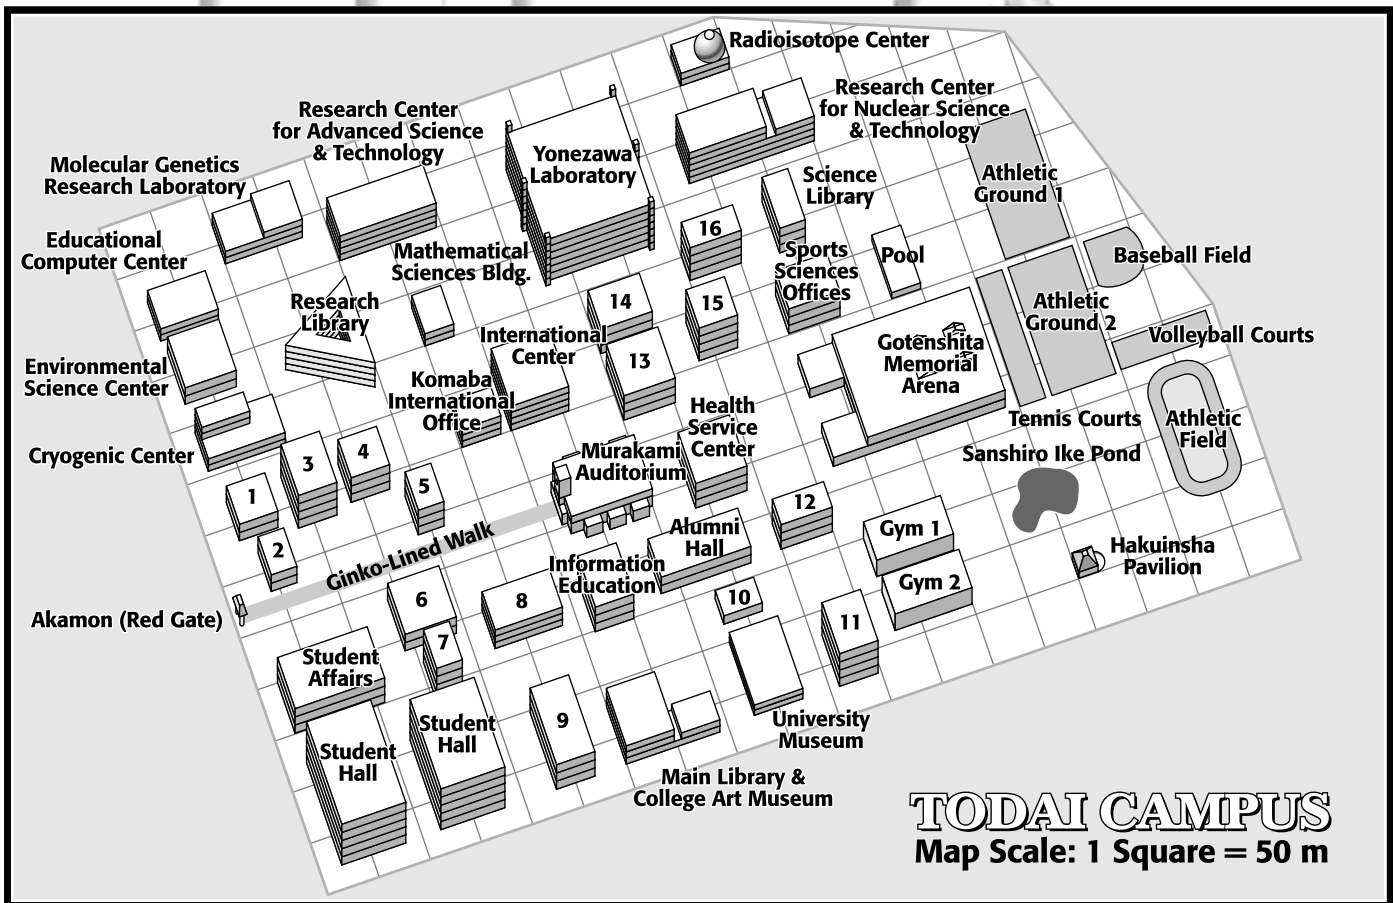 Radioisotope Center
Research Center
for Nuclear Science
& Technology
Research Center
for Advanced Science
& Technology
Yonezawa
Laboratory
Molecular Genetics
Research Laboratory
Science
Library
Athletic
Ground 1
Educational
Computer Center
Mathematical
Sciences Bldg.
16
Sports
Sciences
Offices
Pool
Baseball Field
Research
Library
14
15
Athletic
Ground 2
Volleyball Courts
International
Center
13
Gotenshita
Memorial
Arena
Environmental
Science Center
Komaba
International
Office
Health
Service
Center
Tennis Courts
Athletic
Field
Cryogenic Center
3
4
Murakami
Auditorium
Sanshiro Ike Pond
1
5
12
2
Ginko-Lined Walk
Alumni
Hall
Gym 1
Hakuinsha
Pavilion
Information
Education
Gym 2
Akamon (Red Gate)
6
8
10
11
7
Student
Affairs
Student
Hall
Student
Hall
9
University
Museum
Main Library &
College Art Museum
TODAI CAMPUS
Map Scale: 1 Square = 50 m